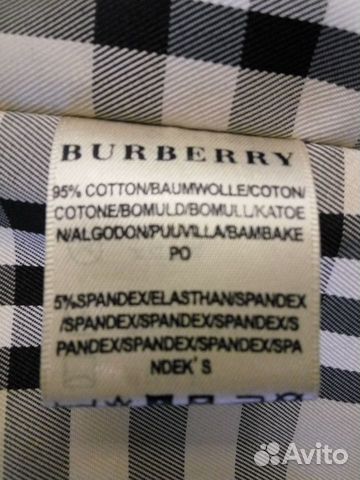 BURBERRY
95% COTTON/BAUMWOLLE/COTON/
COTONE/BOMULD/BOMULL/KATOE
N/ALGODON/PUUVILLA/BAMBAKE
PO
5%SPANDEX/ELASTHAN/SPANDEX
/SPANDEX/SPANDEX/SPANDEX/S
PANDEX/SPANDEX/SPANDEX/SPA
NDEK'S
Avito